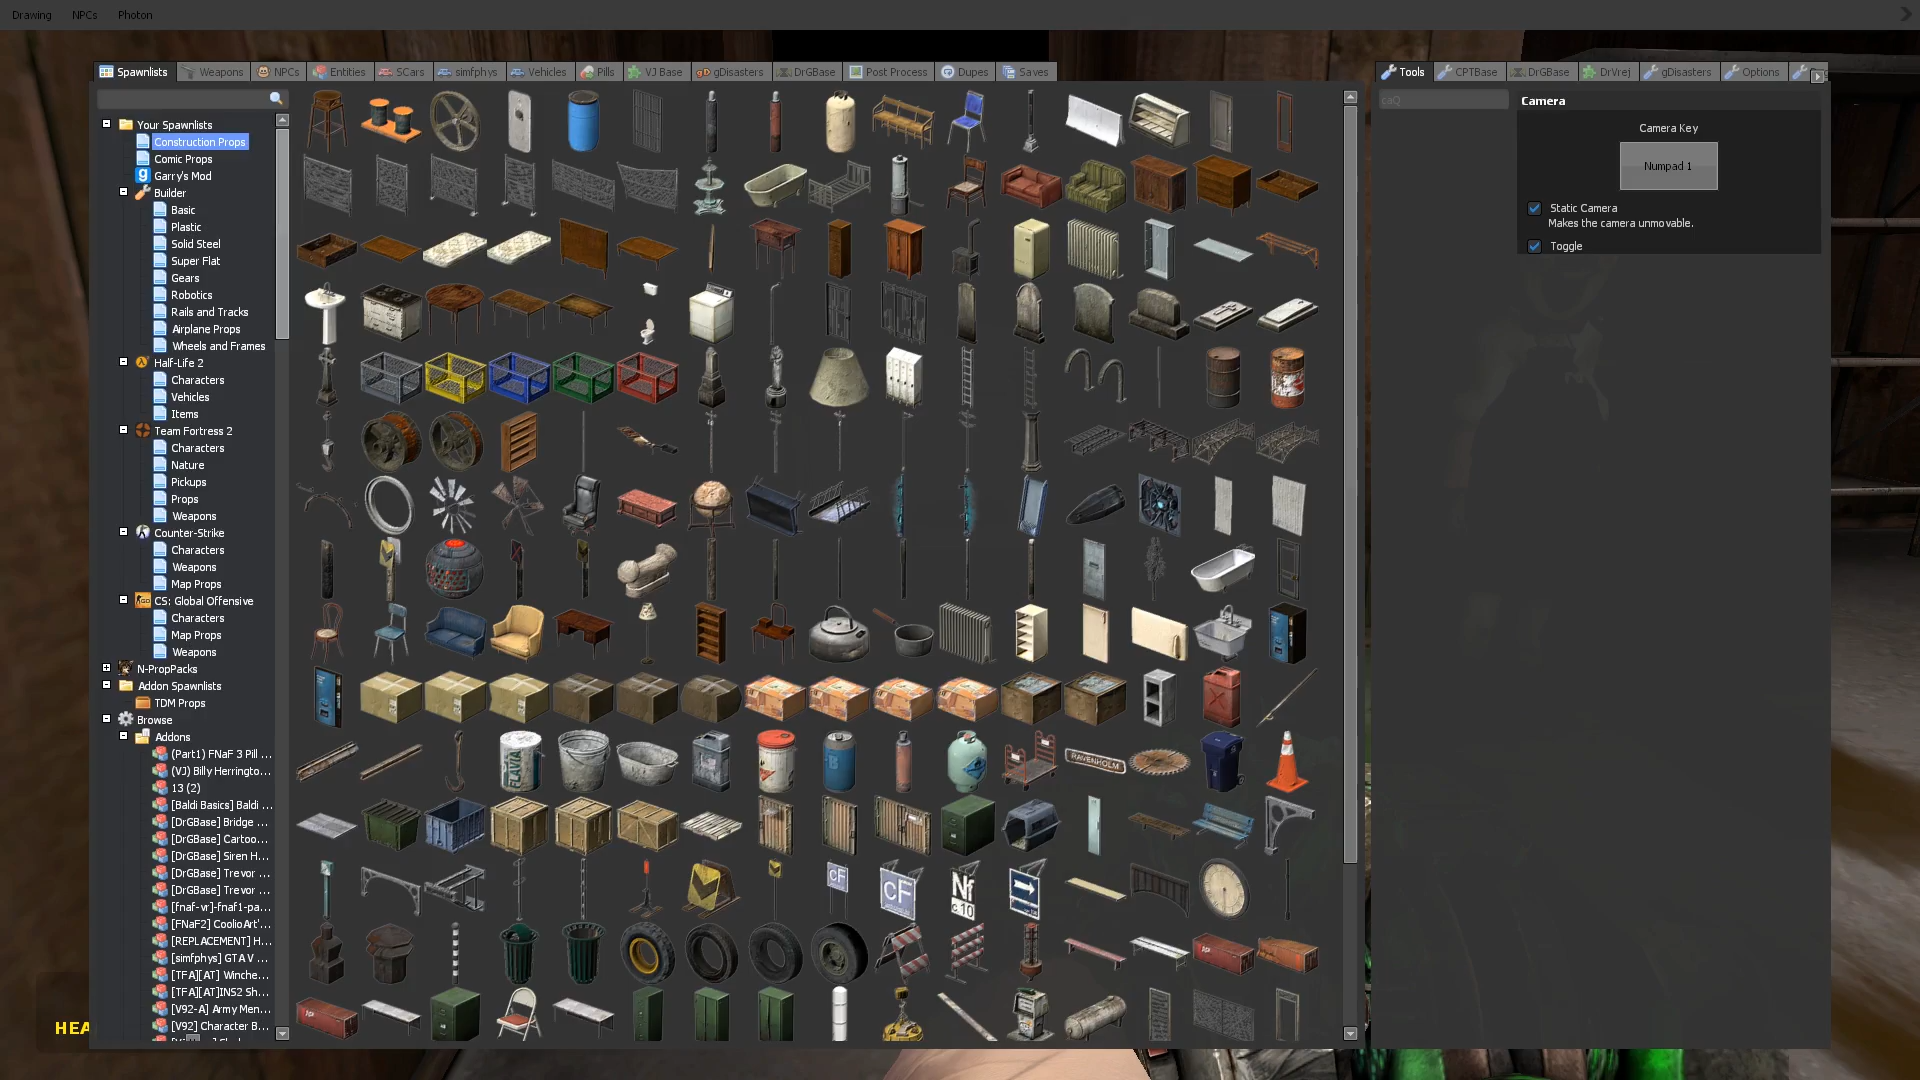 Drawing NPCs Photon
Spawnlists Weapons NPCs Entities SCars simfphys Vehicles Pills VJ Base gDisasters DrGBase Post Process Dupes Saves
Tools CPTBase DrGBase DrVrej gDisasters Options
Your Spawnlists
Construction Props
Comic Props
Garry's Mod
Builder
Basic
Plastic
Solid Steel
Super Flat
Gears
Robotics
Rails and Tracks
Airplane Props
Wheels and Frames
Half-Life 2
Characters
Vehicles
Items
Team Fortress 2
Characters
Nature
Pickups
Props
Weapons
Counter-Strike
Characters
Weapons
Map Props
CS: Global Offensive
Characters
Map Props
Weapons
N-PropPacks
Addon Spawnlists
TDM Props
Browse
Addons
(Part1) FNaF 3 Pill ...
(VJ) Billy Herringto...
13 (2)
[Baldi Basics] Baldi ...
[DrGBase] Bridge ...
[DrGBase] Cartoo...
[DrGBase] Siren H...
[DrGBase] Trevor ...
[DrGBase] Trevor ...
[fnaf-vr]-fnaf1-pa...
[FNaF2] CoolioArt'...
[REPLACEMENT] H...
[simfphys] GTA V ...
[TFA][AT] Winche...
[TFA][AT]INS2 Sh...
[V92-A] Army Men...
[V92] Character B...
RAVENHOLM
cF
cF
Nf
c 10
caQ
Camera
Camera Key
Numpad 1
Static Camera
Makes the camera unmovable.
Toggle
HEA